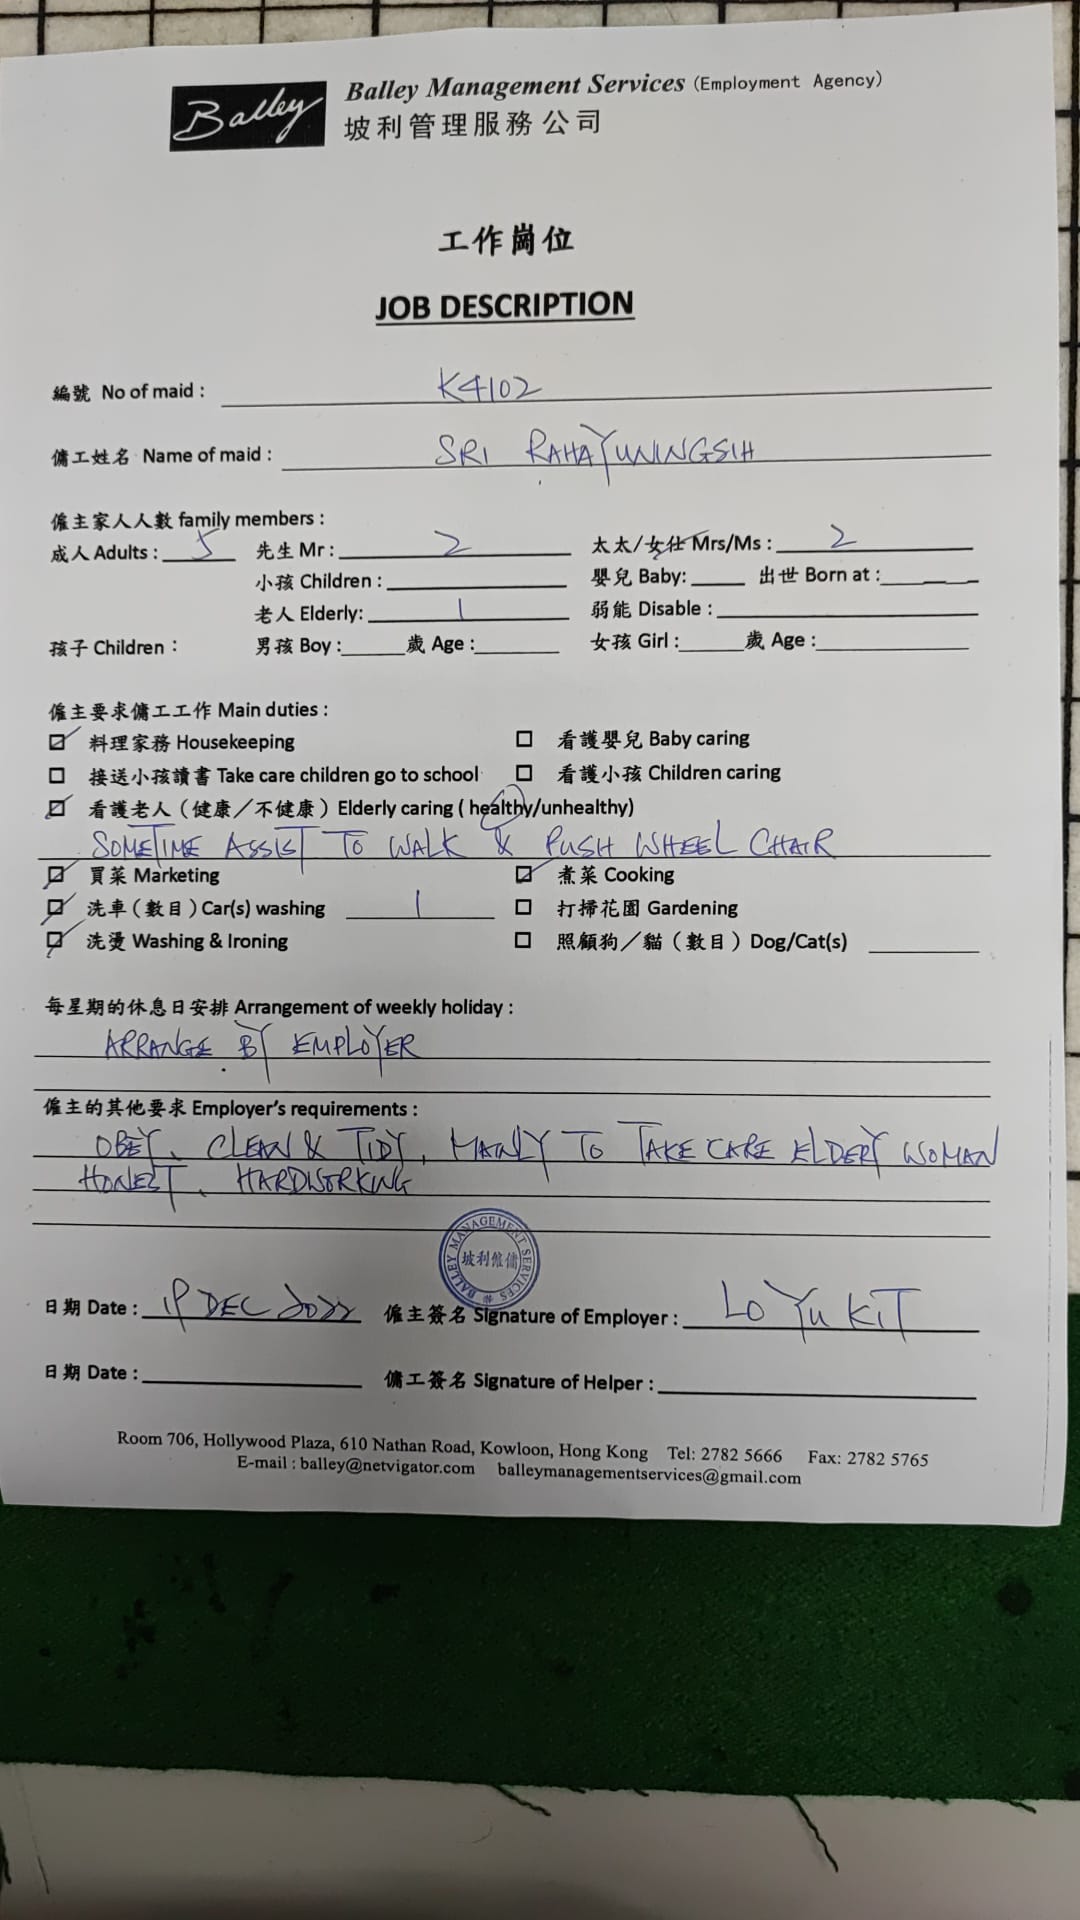 Balley
Balley Management Services (Employment Agency)
坡利管理服務公司
工作崗位
JOB DESCRIPTION
編號 No of maid : K4102
傭工姓名 Name of maid : SRI RAHAYUNINGSIH
僱主家人人數 family members :
成人 Adults : 5 先生 Mr : 2 太太/女仕 Mrs/Ms : 2
小孩 Children : 嬰兒 Baby: 出世 Born at :
老人 Elderly: 1 弱能 Disable :
孩子 Children : 男孩 Boy : 歲 Age : 女孩 Girl : 歲 Age :
僱主要求傭工工作 Main duties :
料理家務 Housekeeping 看護嬰兒 Baby caring
接送小孩讀書 Take care children go to school 看護小孩 Children caring
看護老人（健康／不健康）Elderly caring ( healthy/unhealthy)
SOMETIME ASSIST TO WALK & PUSH WHEEL CHAIR
買菜 Marketing 煮菜 Cooking
洗車（數目）Car(s) washing 1 打掃花園 Gardening
洗燙 Washing & Ironing 照顧狗／貓（數目）Dog/Cat(s)
每星期的休息日安排 Arrangement of weekly holiday :
ARRANGE BY EMPLOYER
僱主的其他要求 Employer's requirements :
OBEY、CLEAN & TIDY, MAINLY TO TAKE CARE ELDERY WOMAN
HONEST、HARDWORKING
BALLEY MANAGEMENT SERVICES
坡利僱傭
日期 Date : 19 DEC 2022 僱主簽名 Signature of Employer : LO YU KIT
日期 Date : 傭工簽名 Signature of Helper :
Room 706, Hollywood Plaza, 610 Nathan Road, Kowloon, Hong Kong Tel: 2782 5666 Fax: 2782 5765
E-mail : balley@netvigator.com balleymanagementservices@gmail.com